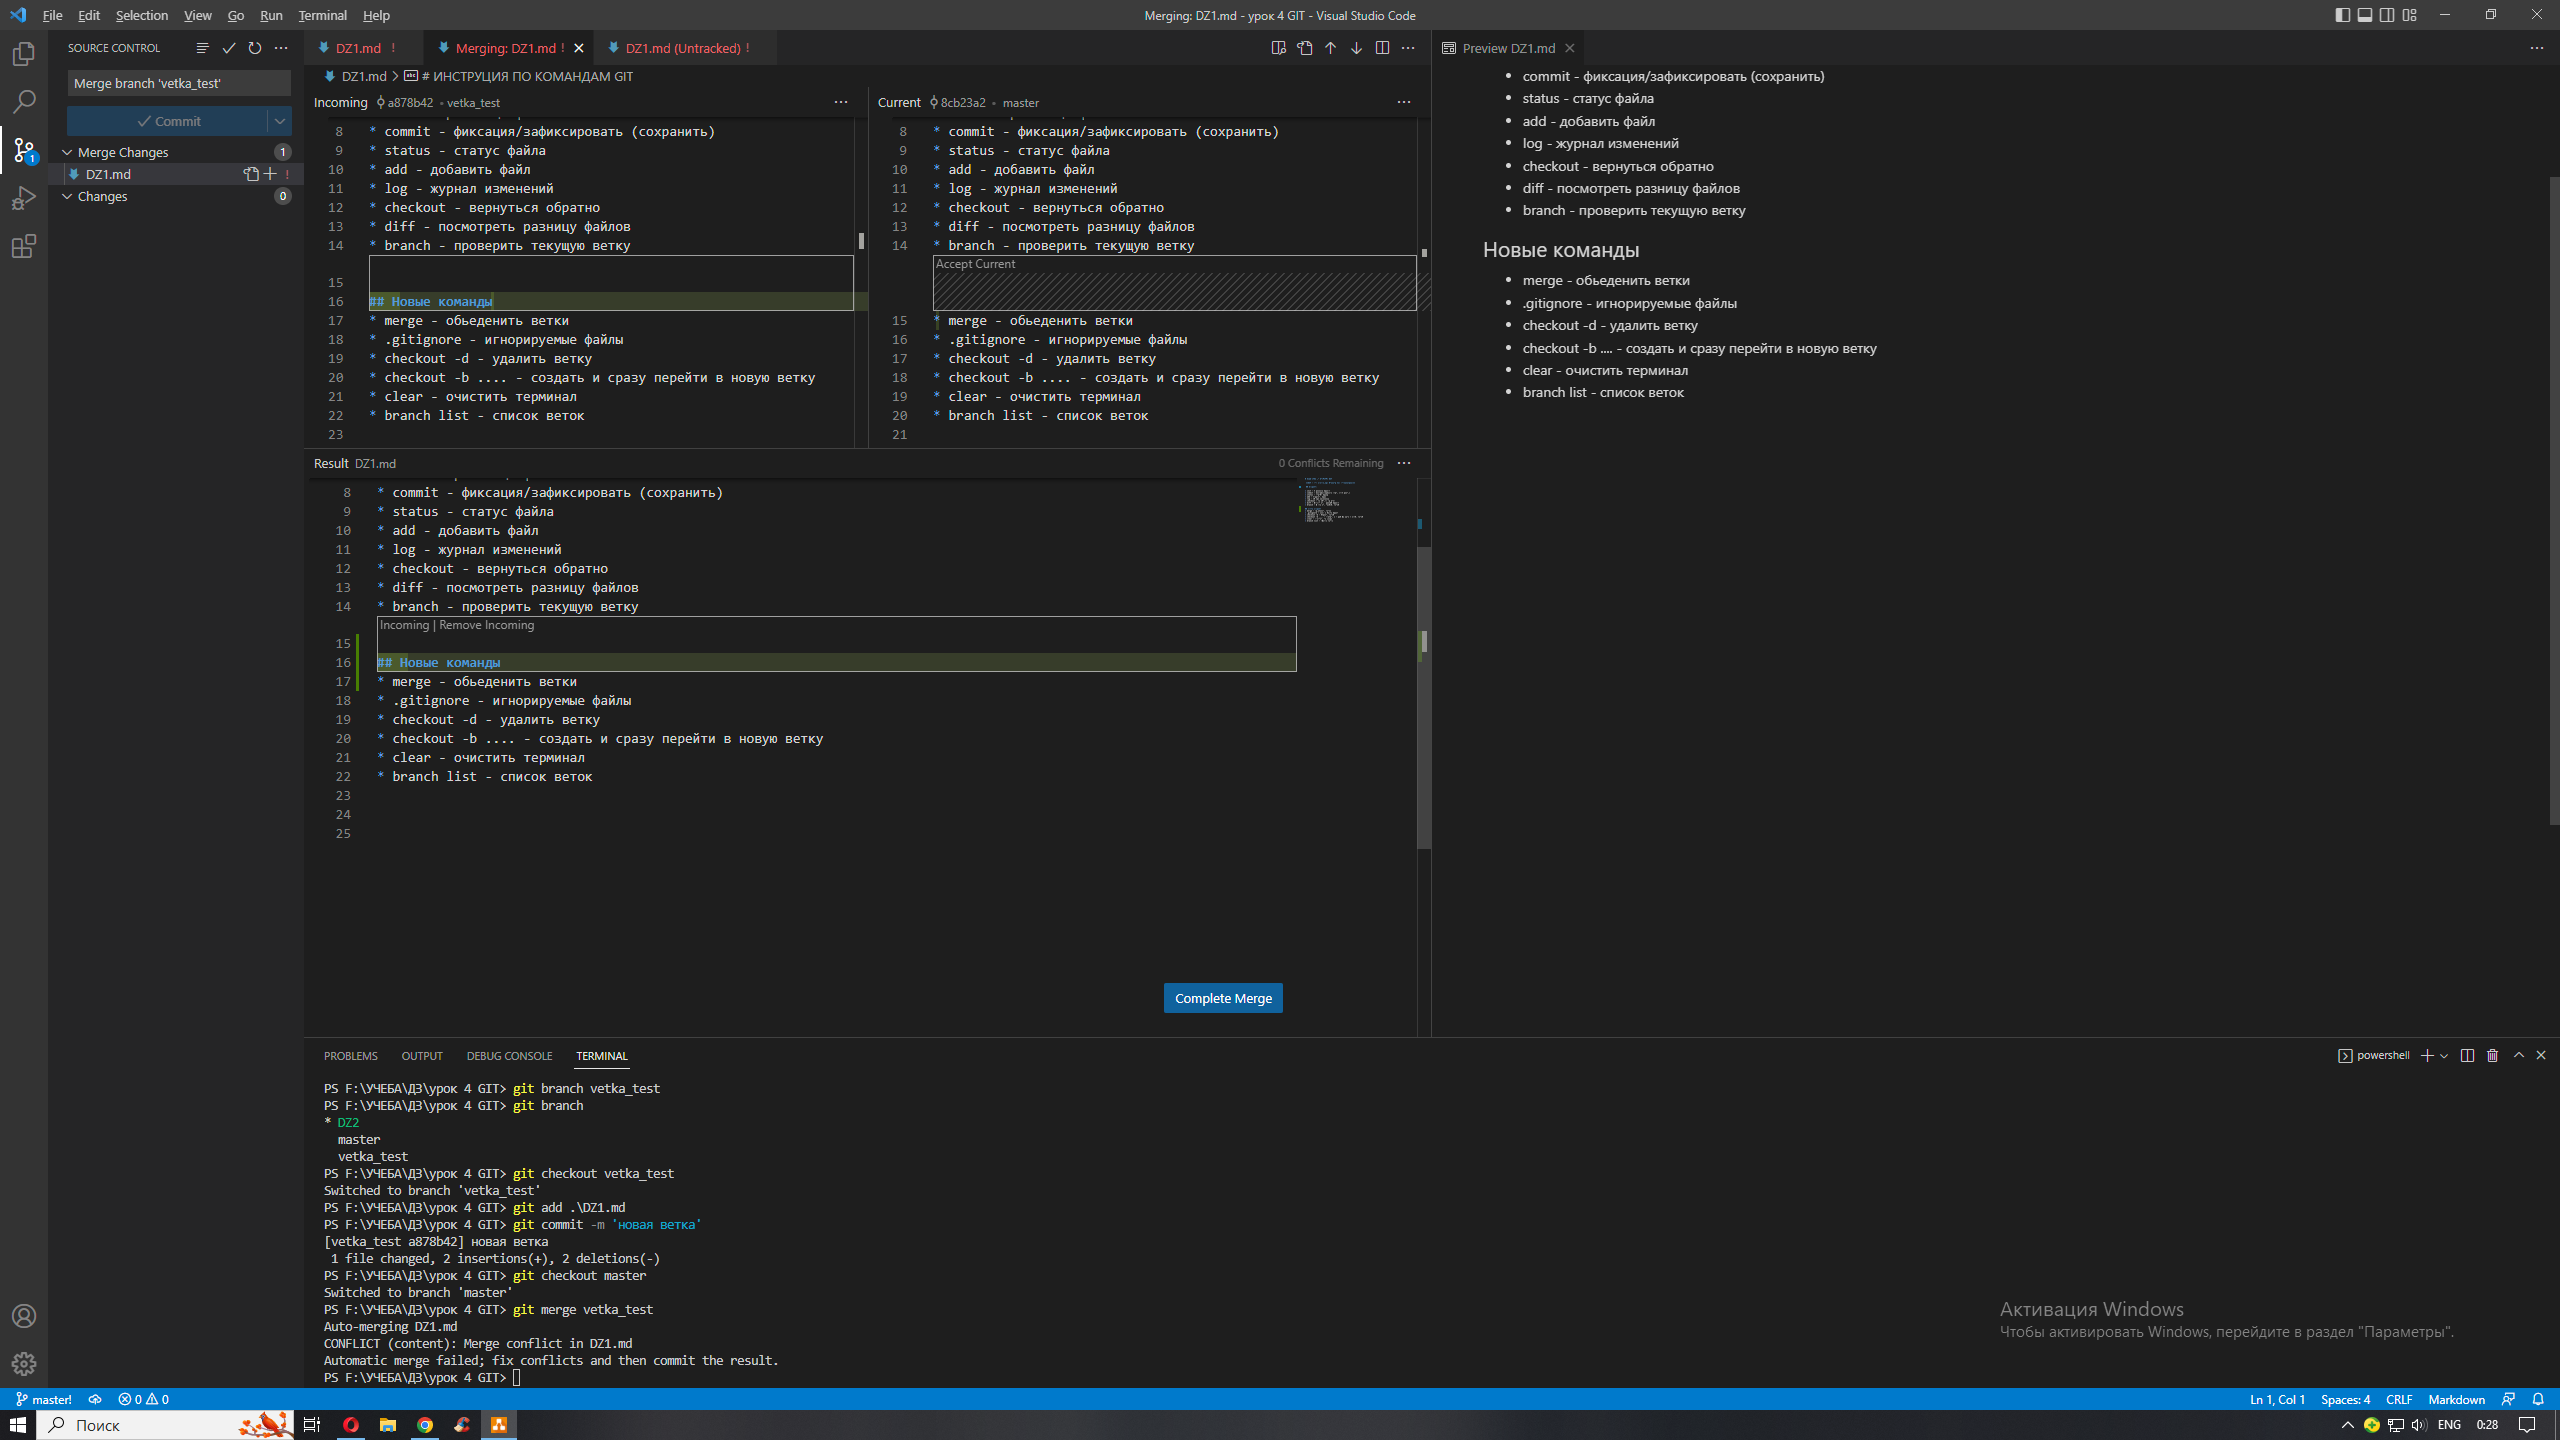 File Edit Selection View Go Run Terminal Help
Merging: DZ1.md - урок 4 GIT - Visual Studio Code
SOURCE CONTROL
Merge branch 'vetka_test'
Commit
Merge Changes 1
DZ1.md !
Changes 0
1
DZ1.md !
Merging: DZ1.md !
DZ1.md (Untracked) !
DZ1.md > # ИНСТРУЦИЯ ПО КОМАНДАМ GIT
Incoming a878b42 • vetka_test
8 * commit - фиксация/зафиксировать (сохранить)
9 * status - статус файла
10 * add - добавить файл
11 * log - журнал изменений
12 * checkout - вернуться обратно
13 * diff - посмотреть разницу файлов
14 * branch - проверить текущую ветку
15
16 ## Новые команды
17 * merge - обьеденить ветки
18 * .gitignore - игнорируемые файлы
19 * checkout -d - удалить ветку
20 * checkout -b .... - создать и сразу перейти в новую ветку
21 * clear - очистить терминал
22 * branch list - список веток
23
Current 8cb23a2 • master
8 * commit - фиксация/зафиксировать (сохранить)
9 * status - статус файла
10 * add - добавить файл
11 * log - журнал изменений
12 * checkout - вернуться обратно
13 * diff - посмотреть разницу файлов
14 * branch - проверить текущую ветку
Accept Current
15 * merge - обьеденить ветки
16 * .gitignore - игнорируемые файлы
17 * checkout -d - удалить ветку
18 * checkout -b .... - создать и сразу перейти в новую ветку
19 * clear - очистить терминал
20 * branch list - список веток
21
Result DZ1.md
0 Conflicts Remaining
8 * commit - фиксация/зафиксировать (сохранить)
9 * status - статус файла
10 * add - добавить файл
11 * log - журнал изменений
12 * checkout - вернуться обратно
13 * diff - посмотреть разницу файлов
14 * branch - проверить текущую ветку
Incoming | Remove Incoming
15
16 ## Новые команды
17 * merge - обьеденить ветки
18 * .gitignore - игнорируемые файлы
19 * checkout -d - удалить ветку
20 * checkout -b .... - создать и сразу перейти в новую ветку
21 * clear - очистить терминал
22 * branch list - список веток
23
24
25
Complete Merge
Preview DZ1.md
• commit - фиксация/зафиксировать (сохранить)
• status - статус файла
• add - добавить файл
• log - журнал изменений
• checkout - вернуться обратно
• diff - посмотреть разницу файлов
• branch - проверить текущую ветку
Новые команды
• merge - обьеденить ветки
• .gitignore - игнорируемые файлы
• checkout -d - удалить ветку
• checkout -b .... - создать и сразу перейти в новую ветку
• clear - очистить терминал
• branch list - список веток
PROBLEMS OUTPUT DEBUG CONSOLE TERMINAL
powershell
PS F:\УЧЕБА\ДЗ\урок 4 GIT> git branch vetka_test
PS F:\УЧЕБА\ДЗ\урок 4 GIT> git branch
* DZ2
master
vetka_test
PS F:\УЧЕБА\ДЗ\урок 4 GIT> git checkout vetka_test
Switched to branch 'vetka_test'
PS F:\УЧЕБА\ДЗ\урок 4 GIT> git add .\DZ1.md
PS F:\УЧЕБА\ДЗ\урок 4 GIT> git commit -m 'новая ветка'
[vetka_test a878b42] новая ветка
1 file changed, 2 insertions(+), 2 deletions(-)
PS F:\УЧЕБА\ДЗ\урок 4 GIT> git checkout master
Switched to branch 'master'
PS F:\УЧЕБА\ДЗ\урок 4 GIT> git merge vetka_test
Auto-merging DZ1.md
CONFLICT (content): Merge conflict in DZ1.md
Automatic merge failed; fix conflicts and then commit the result.
PS F:\УЧЕБА\ДЗ\урок 4 GIT>
Активация Windows
Чтобы активировать Windows, перейдите в раздел "Параметры".
master! 0 0
Ln 1, Col 1 Spaces: 4 CRLF Markdown
Поиск
ENG 0:28